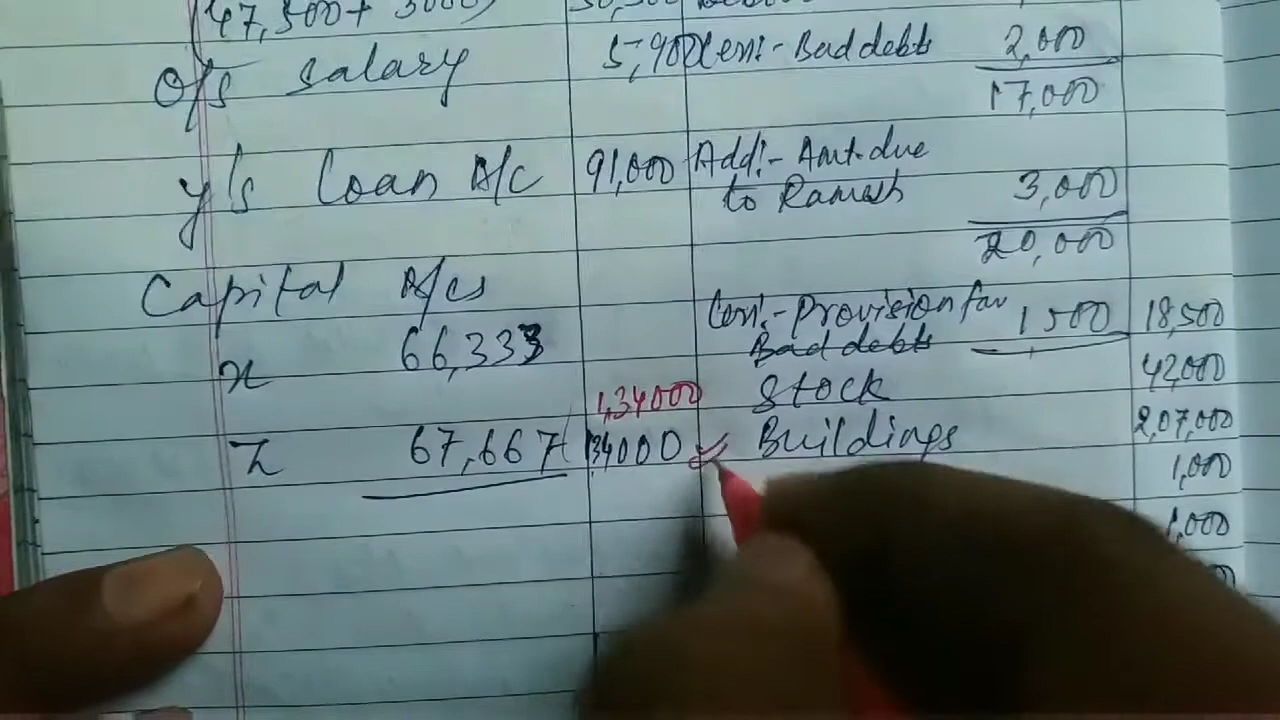 (47,500+ 3000)
O/s salary 5,900 Less:- Bad debts 2,000
17,000
y's Loan A/c 91,000 Add:- Amt. due
to Ramesh 3,000
20,000
Capital A/cs
Less:- Provision for 1500 18,500
Bad debts
x 66,333
Stock 42,000
1,34000
Z 67,667 134000 Buildings 2,07,000
1,000
1,000